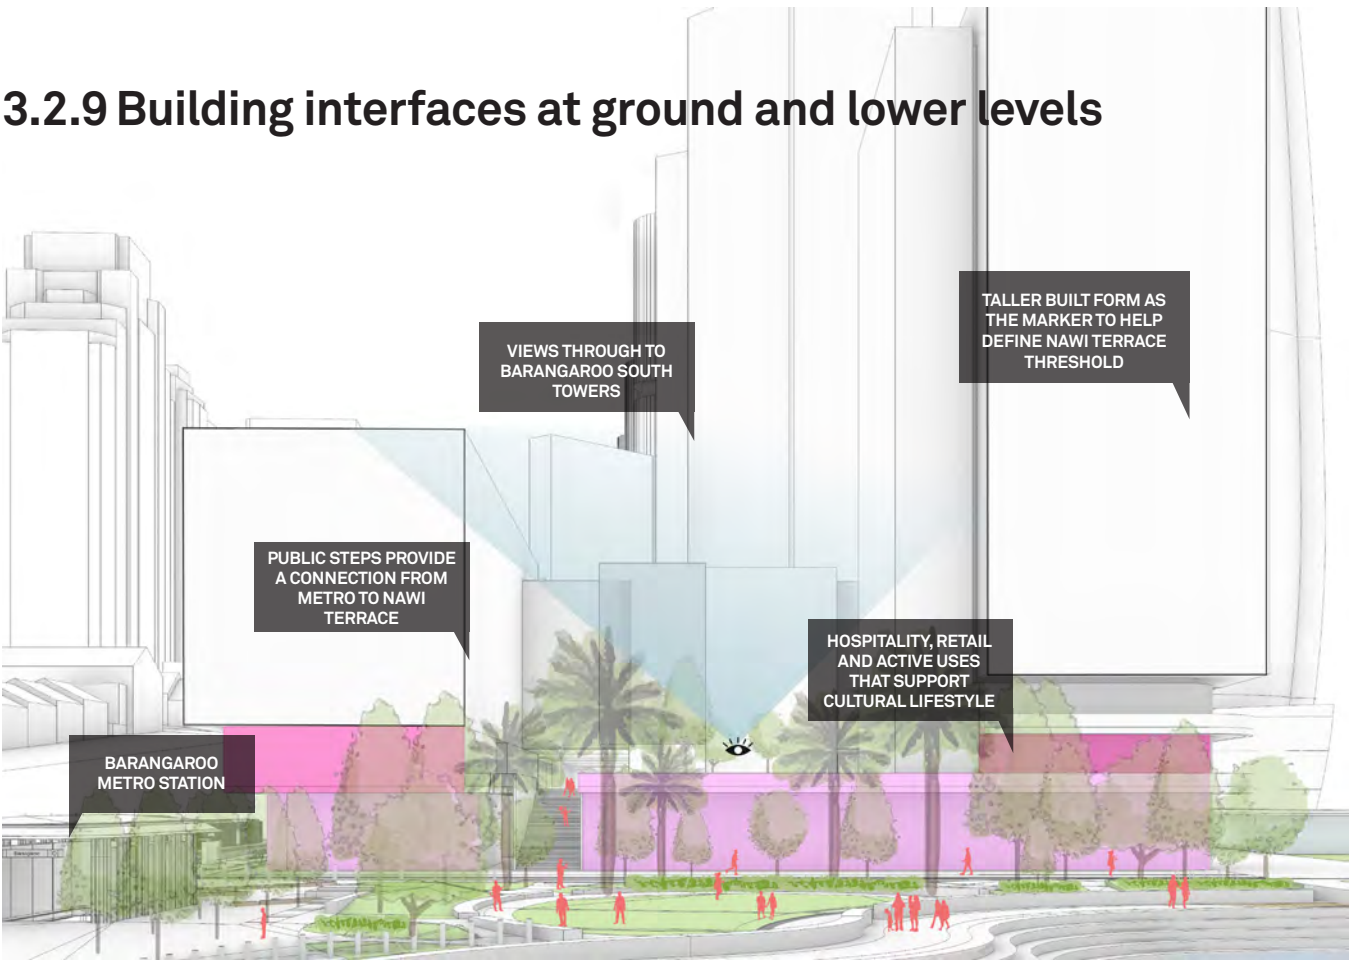 3.2.9 Building interfaces at ground and lower levels
TALLER BUILT FORM AS
THE MARKER TO HELP
DEFINE NAWI TERRACE
THRESHOLD
VIEWS THROUGH TO
BARANGAROO SOUTH
TOWERS
PUBLIC STEPS PROVIDE
A CONNECTION FROM
METRO TO NAWI
TERRACE
HOSPITALITY, RETAIL
AND ACTIVE USES
THAT SUPPORT
CULTURAL LIFESTYLE
BARANGAROO
METRO STATION